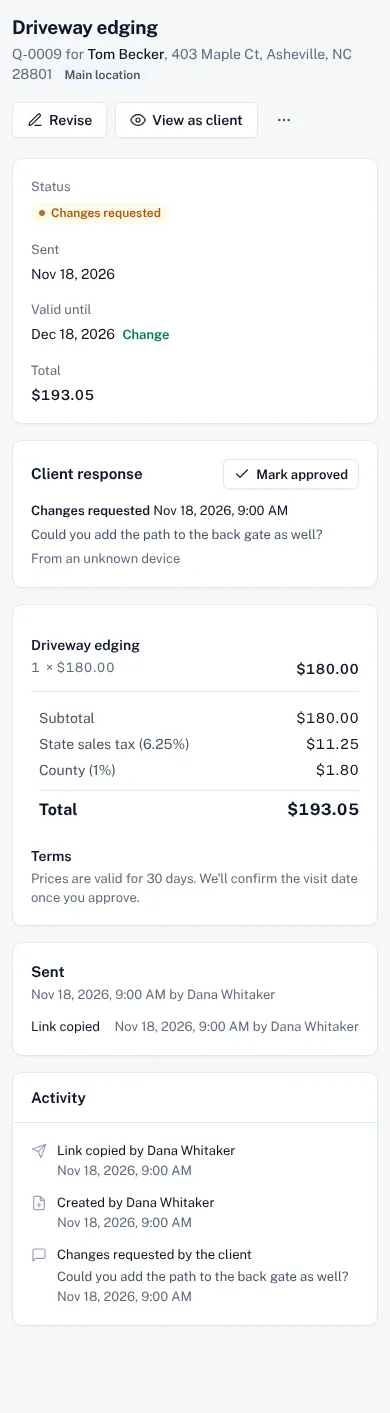 Driveway edging
Q-0009 for Tom Becker, 403 Maple Ct, Asheville, NC
28801 Main location
Revise
View as client
···
Status
Changes requested
Sent
Nov 18, 2026
Valid until
Dec 18, 2026 Change
Total
$193.05
Client response
Mark approved
Changes requested Nov 18, 2026, 9:00 AM
Could you add the path to the back gate as well?
From an unknown device
Driveway edging
1 × $180.00 $180.00
Subtotal $180.00
State sales tax (6.25%) $11.25
County (1%) $1.80
Total $193.05
Terms
Prices are valid for 30 days. We'll confirm the visit date
once you approve.
Sent
Nov 18, 2026, 9:00 AM by Dana Whitaker
Link copied Nov 18, 2026, 9:00 AM by Dana Whitaker
Activity
Link copied by Dana Whitaker
Nov 18, 2026, 9:00 AM
Created by Dana Whitaker
Nov 18, 2026, 9:00 AM
Changes requested by the client
Could you add the path to the back gate as well?
Nov 18, 2026, 9:00 AM